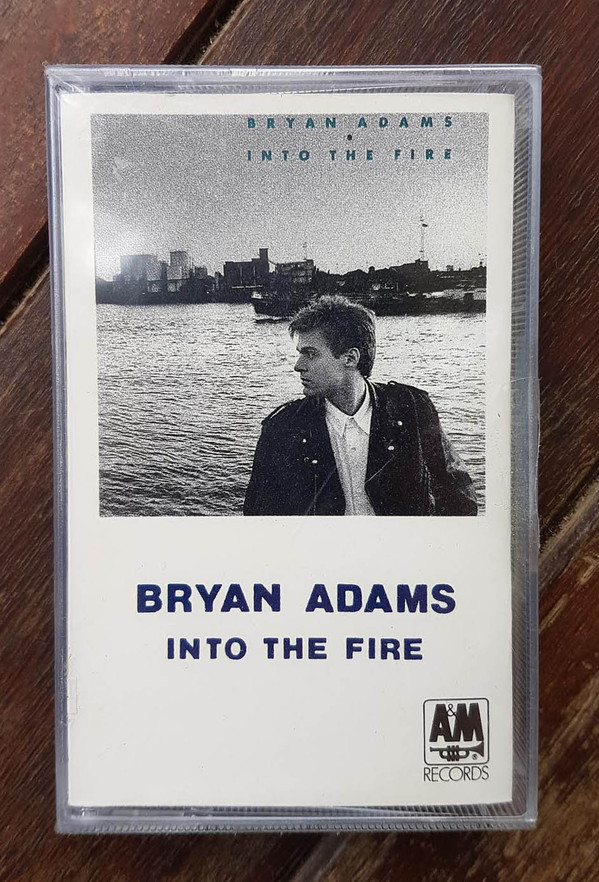 BRYAN ADAMS
INTO THE FIRE
BRYAN ADAMS
INTO THE FIRE
A&M
®
RECORDS